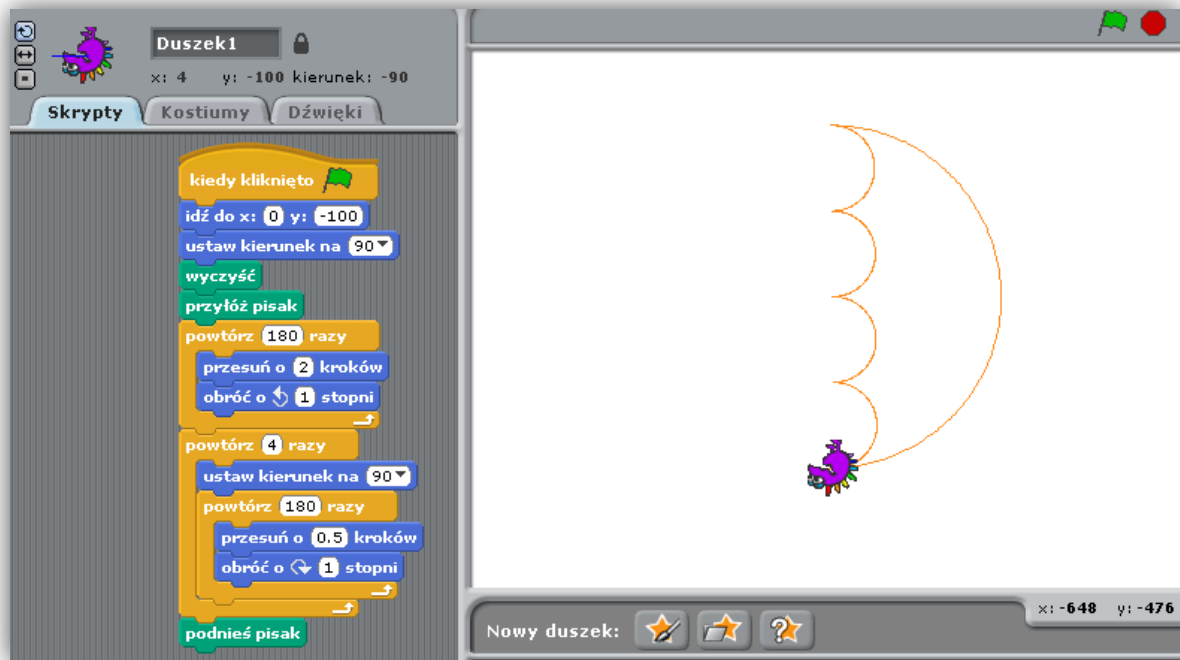 Duszek1
x: 4 y: -100 kierunek: -90
Skrypty Kostiumy Dźwięki
kiedy kliknięto
idź do x: 0 y: -100
ustaw kierunek na 90
wyczyść
przyłóż pisak
powtórz 180 razy
przesuń o 2 kroków
obróć o 1 stopni
powtórz 4 razy
ustaw kierunek na 90
powtórz 180 razy
przesuń o 0.5 kroków
obróć o 1 stopni
podnieś pisak
x: -648 y: -476
Nowy duszek: